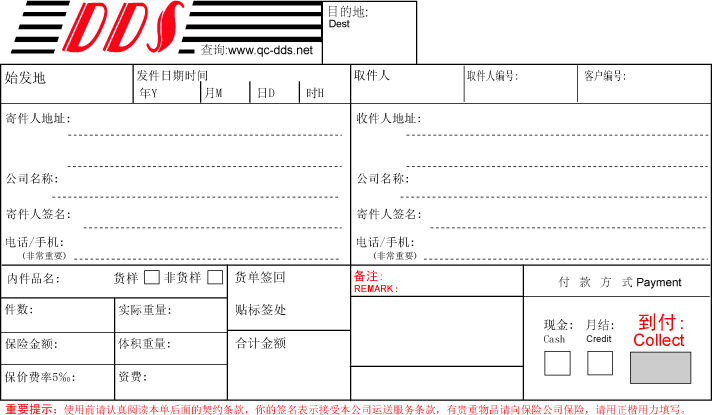 DDS
查询:www.qc-dds.net
目的地:
Dest
始发地
发件日期时间
年Y 月M 日D 时H
取件人
取件人编号:
客户编号:
寄件人地址:
公司名称:
寄件人签名:
电话/手机:
(非常重要)
收件人地址:
公司名称:
寄件人签名:
电话/手机:
(非常重要)
内件品名: 货样 非货样
货单签回
件数:
实际重量:
贴标签处
保险金额:
体积重量:
合计金额
保价费率5‰:
资费:
备注:
REMARK:
付 款 方 式 Payment
现金:
Cash
月结:
Credit
到付:
Collect
重要提示: 使用前请认真阅读本单后面的契约条款，你的签名表示接受本公司运送服务条款，有贵重物品请向保险公司保险，请用正楷用力填写。